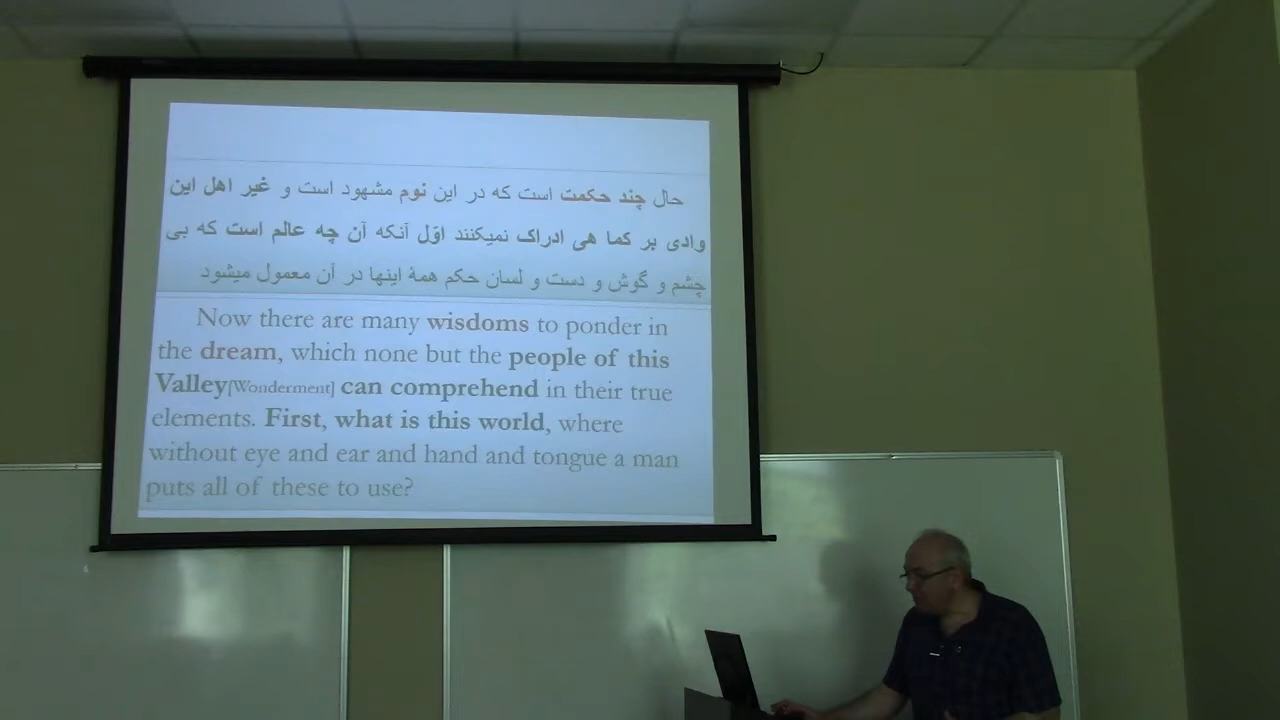 حال چند حکمت است که در این نوم مشهود است و غیر اهل این
وادی بر کما هی ادراک نمیکنند اوّل آنکه آن چه عالم است که بی
چشم و گوش و دست و لسان حکم همهٔ اینها در آن معمول میشود
Now there are many wisdoms to ponder in
the dream, which none but the people of this
Valley[Wonderment] can comprehend in their true
elements. First, what is this world, where
without eye and ear and hand and tongue a man
puts all of these to use?